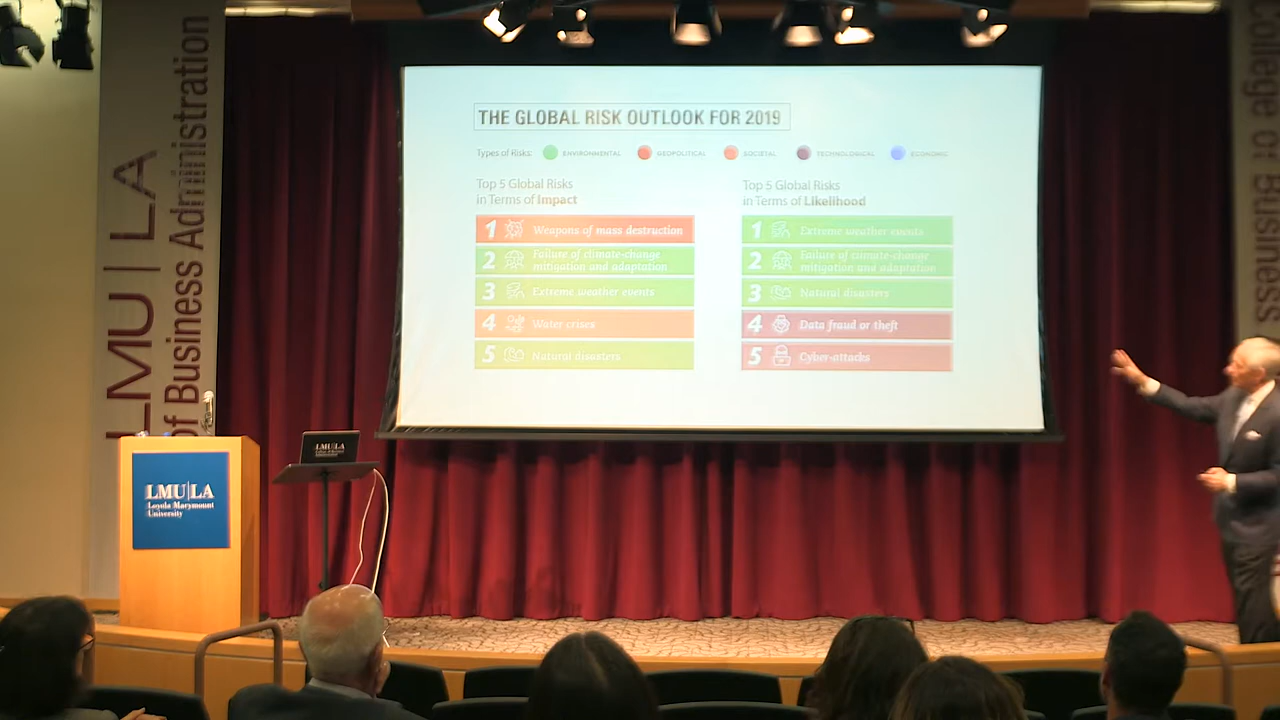 LMU|LA
of Business Administration
College of Business
THE GLOBAL RISK OUTLOOK FOR 2019
Types of Risks: ENVIRONMENTAL GEOPOLITICAL SOCIETAL TECHNOLOGICAL ECONOMIC
Top 5 Global Risks
in Terms of Impact
1 Weapons of mass destruction
2 Failure of climate-change
mitigation and adaptation
3 Extreme weather events
4 Water crises
5 Natural disasters
Top 5 Global Risks
in Terms of Likelihood
1 Extreme weather events
2 Failure of climate-change
mitigation and adaptation
3 Natural disasters
4 Data fraud or theft
5 Cyber-attacks
LMU|LA
Loyola Marymount
University
LMU|LA